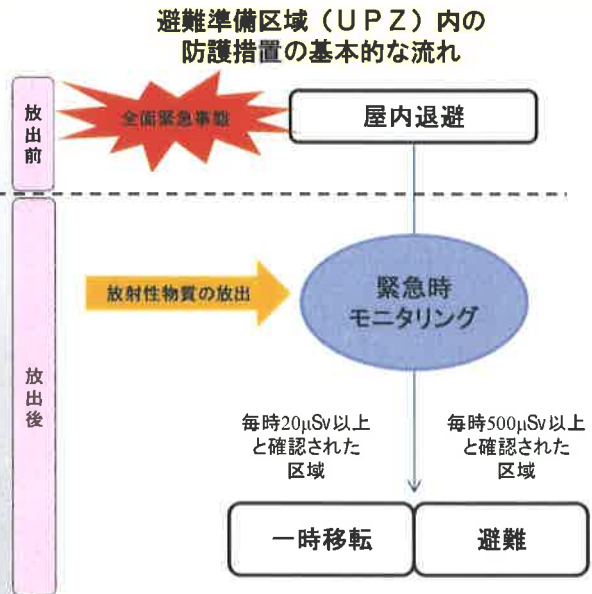 避難準備区域（ＵＰＺ）内の
防護措置の基本的な流れ
放出前
全面緊急事態
屋内退避
放射性物質の放出
緊急時
モニタリング
放出後
毎時20μSv以上
と確認された
区域
毎時500μSv以上
と確認された
区域
一時移転
避難